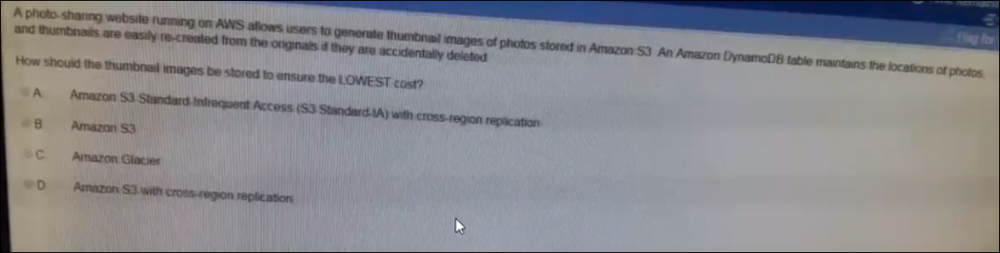 Flag for
A photo-sharing website running on AWS allows users to generate thumbnail images of photos stored in Amazon S3. An Amazon DynamoDB table maintains the locations of photos,
and thumbnails are easily re-created from the originals if they are accidentally deleted.
How should the thumbnail images be stored to ensure the LOWEST cost?
A. Amazon S3 Standard-Infrequent Access (S3 Standard-IA) with cross-region replication
B. Amazon S3
C. Amazon Glacier
D. Amazon S3 with cross-region replication